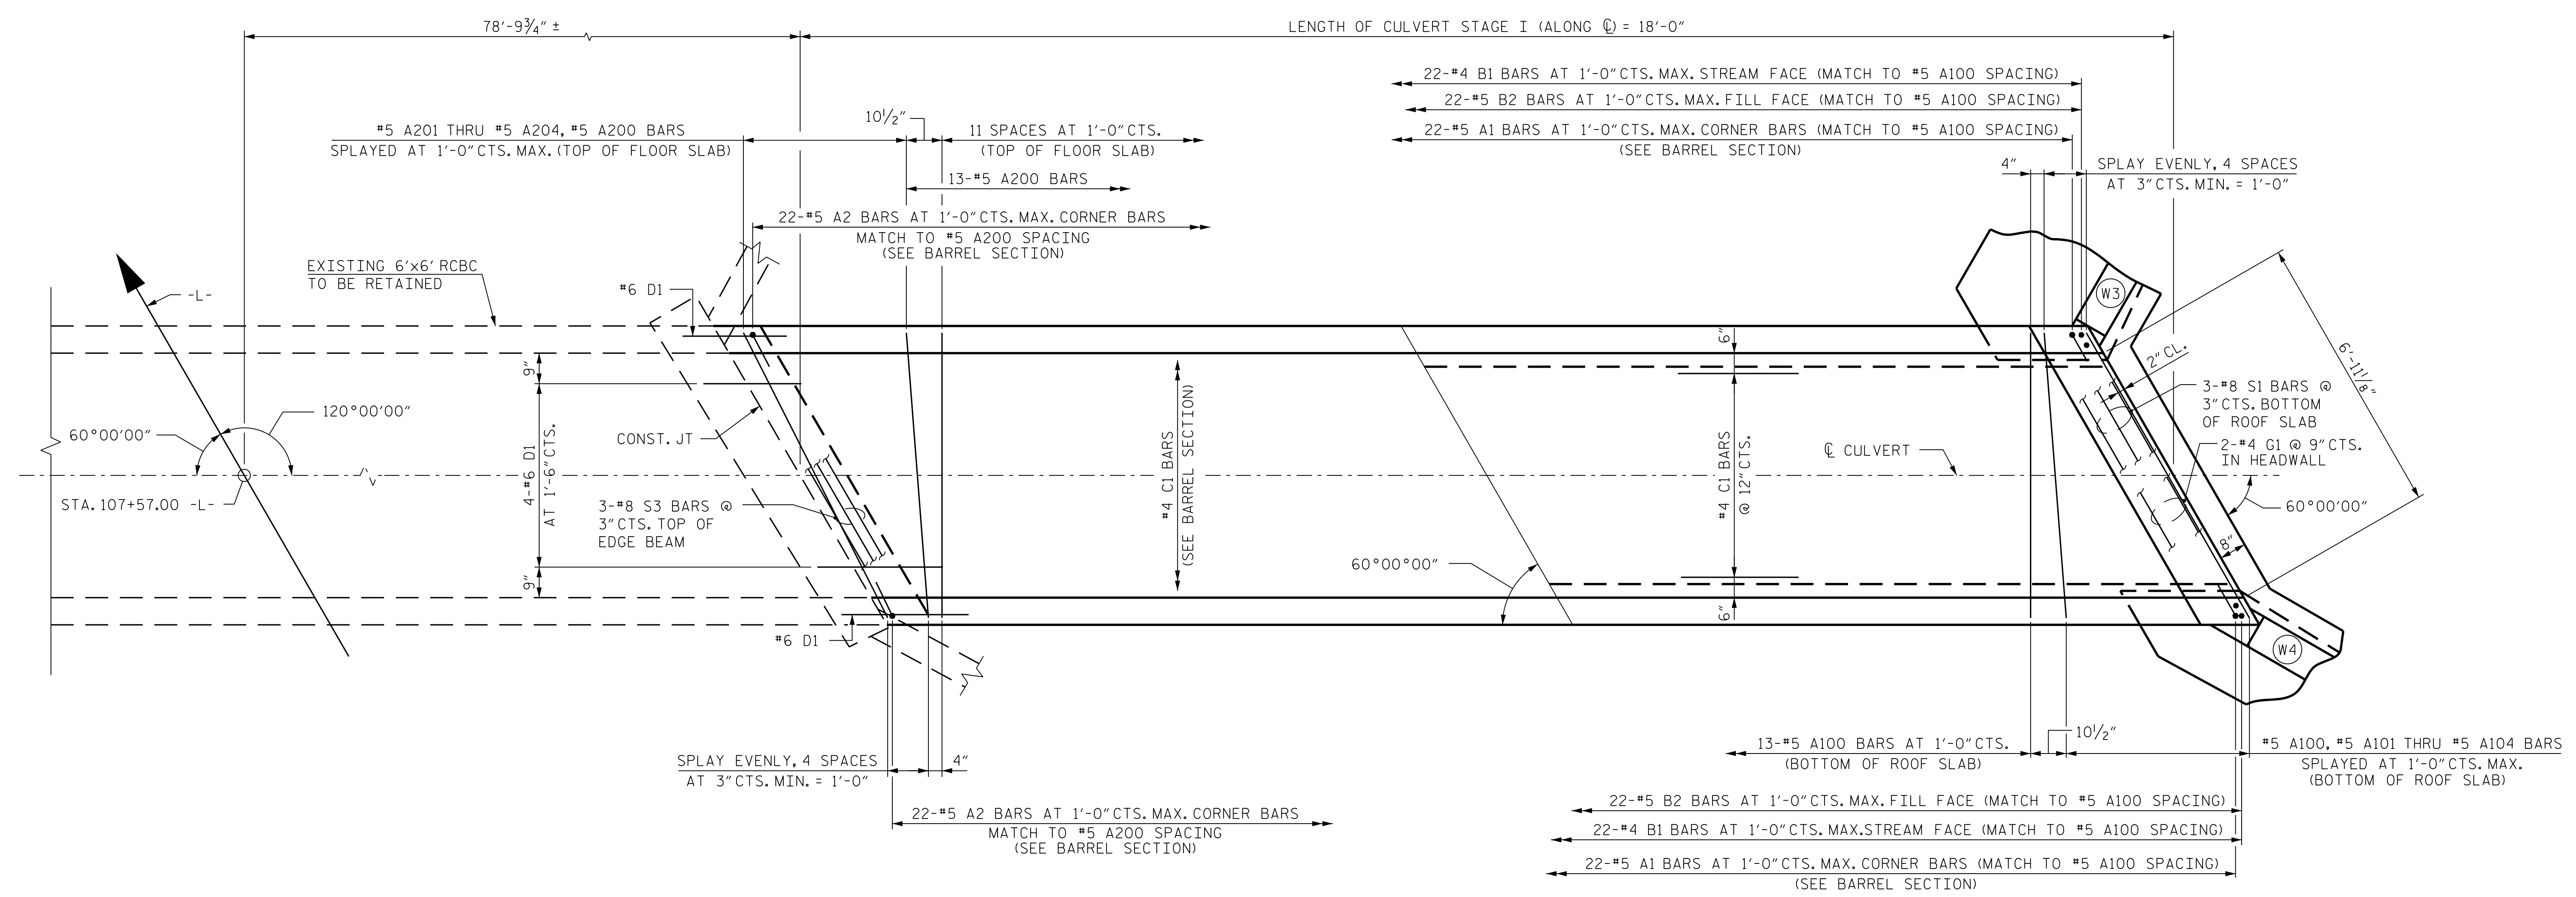 78'-9¾" ±
LENGTH OF CULVERT STAGE I (ALONG ℄) = 18'-0"
22-#4 B1 BARS AT 1'-0" CTS. MAX. STREAM FACE (MATCH TO #5 A100 SPACING)
22-#5 B2 BARS AT 1'-0" CTS. MAX. FILL FACE (MATCH TO #5 A100 SPACING)
22-#5 A1 BARS AT 1'-0" CTS. MAX. CORNER BARS (MATCH TO #5 A100 SPACING)
(SEE BARREL SECTION)
#5 A201 THRU #5 A204, #5 A200 BARS
SPLAYED AT 1'-0" CTS. MAX. (TOP OF FLOOR SLAB)
10½"
11 SPACES AT 1'-0" CTS.
(TOP OF FLOOR SLAB)
13-#5 A200 BARS
22-#5 A2 BARS AT 1'-0" CTS. MAX. CORNER BARS
MATCH TO #5 A200 SPACING
(SEE BARREL SECTION)
4"
SPLAY EVENLY, 4 SPACES
AT 3" CTS. MIN. = 1'-0"
EXISTING 6'x6' RCBC
TO BE RETAINED
-L-
#6 D1
W3
9"
6"
2" CL.
6'-11⅛"
120°00'00"
60°00'00"
CONST. JT
4-#6 D1
AT 1'-6" CTS.
#4 C1 BARS
(SEE BARREL SECTION)
#4 C1 BARS
@ 12" CTS.
℄ CULVERT
3-#8 S1 BARS @
3" CTS. BOTTOM
OF ROOF SLAB
2-#4 G1 @ 9" CTS.
IN HEADWALL
STA. 107+57.00 -L-
3-#8 S3 BARS @
3" CTS. TOP OF
EDGE BEAM
60°00'00"
60°00'00"
8"
9"
6"
#6 D1
W4
SPLAY EVENLY, 4 SPACES
AT 3" CTS. MIN. = 1'-0"
4"
13-#5 A100 BARS AT 1'-0" CTS.
(BOTTOM OF ROOF SLAB)
10½"
#5 A100, #5 A101 THRU #5 A104 BARS
SPLAYED AT 1'-0" CTS. MAX.
(BOTTOM OF ROOF SLAB)
22-#5 A2 BARS AT 1'-0" CTS. MAX. CORNER BARS
MATCH TO #5 A200 SPACING
(SEE BARREL SECTION)
22-#5 B2 BARS AT 1'-0" CTS. MAX. FILL FACE (MATCH TO #5 A100 SPACING)
22-#4 B1 BARS AT 1'-0" CTS. MAX. STREAM FACE (MATCH TO #5 A100 SPACING)
22-#5 A1 BARS AT 1'-0" CTS. MAX. CORNER BARS (MATCH TO #5 A100 SPACING)
(SEE BARREL SECTION)